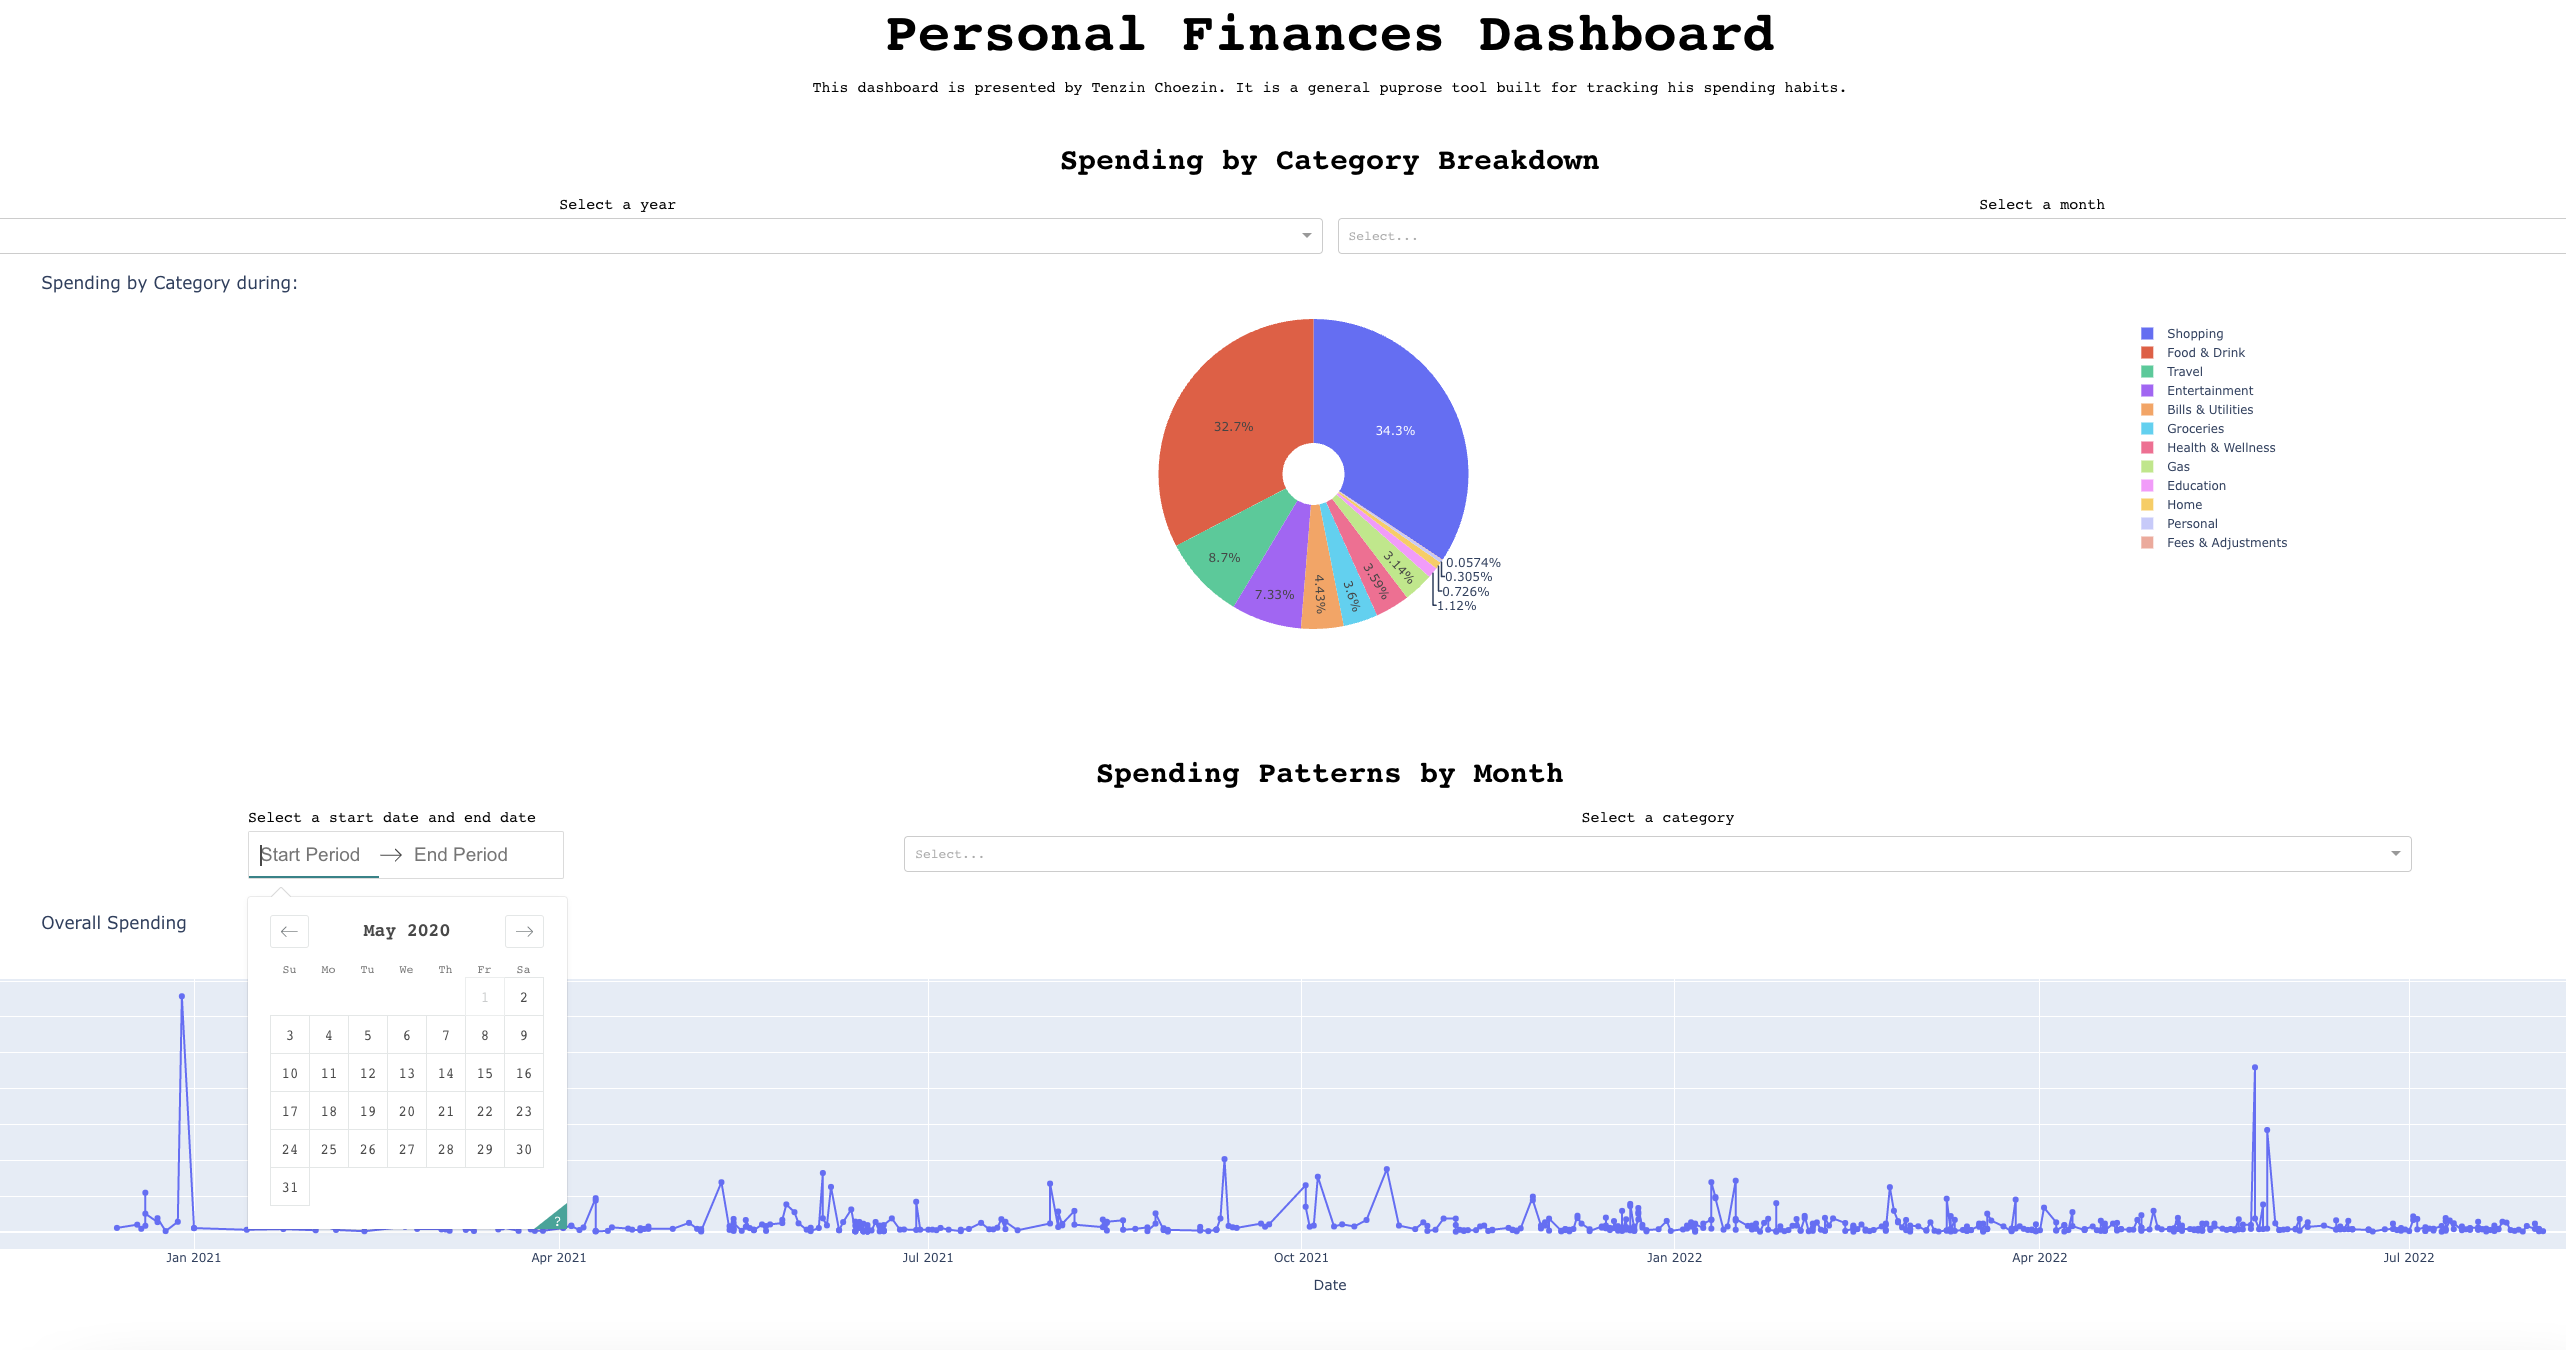 Personal Finances Dashboard
This dashboard is presented by Tenzin Choezin. It is a general puprose tool built for tracking his spending habits.
Spending by Category Breakdown
Select a year
Select a month
Select...
Spending by Category during:
32.7%
34.3%
8.7%
7.33%
4.43%
3.6%
3.59%
3.14%
0.0574%
0.305%
0.726%
1.12%
Shopping
Food & Drink
Travel
Entertainment
Bills & Utilities
Groceries
Health & Wellness
Gas
Education
Home
Personal
Fees & Adjustments
Spending Patterns by Month
Select a start date and end date
Select a category
Start Period → End Period
Select...
Overall Spending
May 2020
Su Mo Tu We Th Fr Sa
1 2
3 4 5 6 7 8 9
10 11 12 13 14 15 16
17 18 19 20 21 22 23
24 25 26 27 28 29 30
31
?
Jan 2021 Apr 2021 Jul 2021 Oct 2021 Jan 2022 Apr 2022 Jul 2022
Date